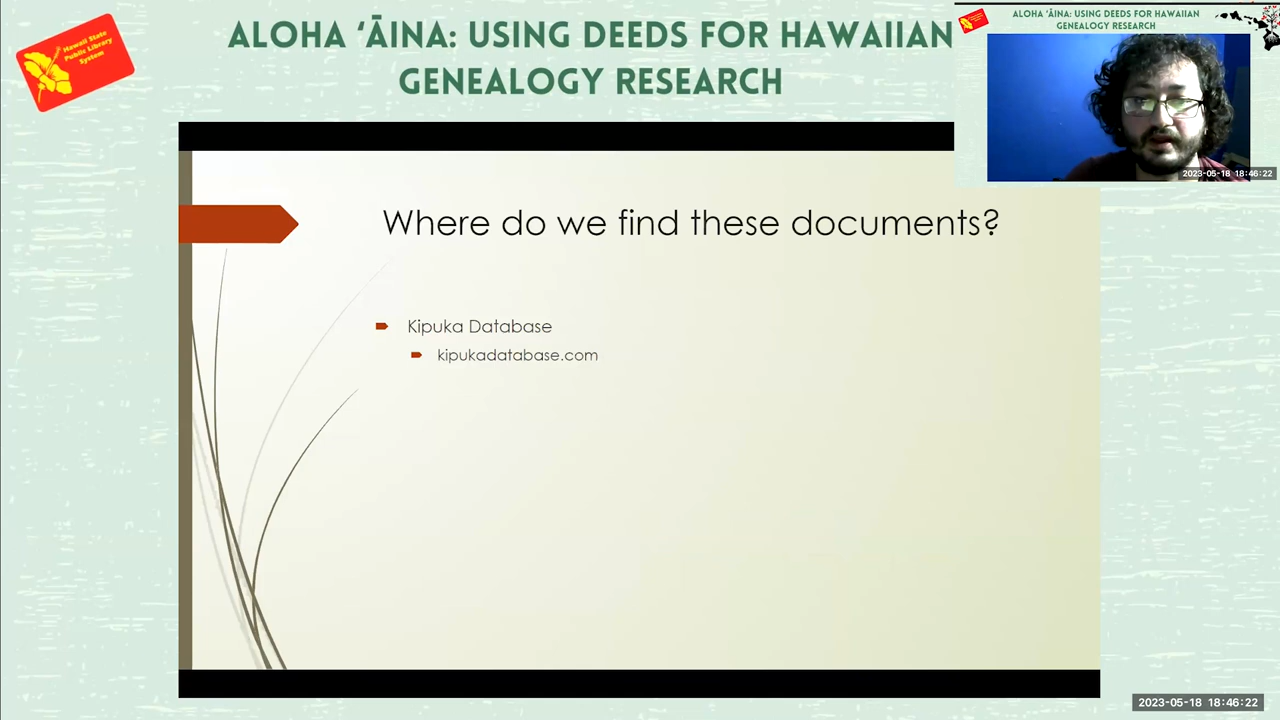 ALOHA ʻĀINA: USING DEEDS FOR HAWAIIAN
GENEALOGY RESEARCH
Hawaii State
Public Library
System
ALOHA ʻĀINA: USING DEEDS FOR HAWAIIAN
GENEALOGY RESEARCH
2023-05-18 18:46:22
Where do we find these documents?
Kipuka Database
kipukadatabase.com
2023-05-18 18:46:22